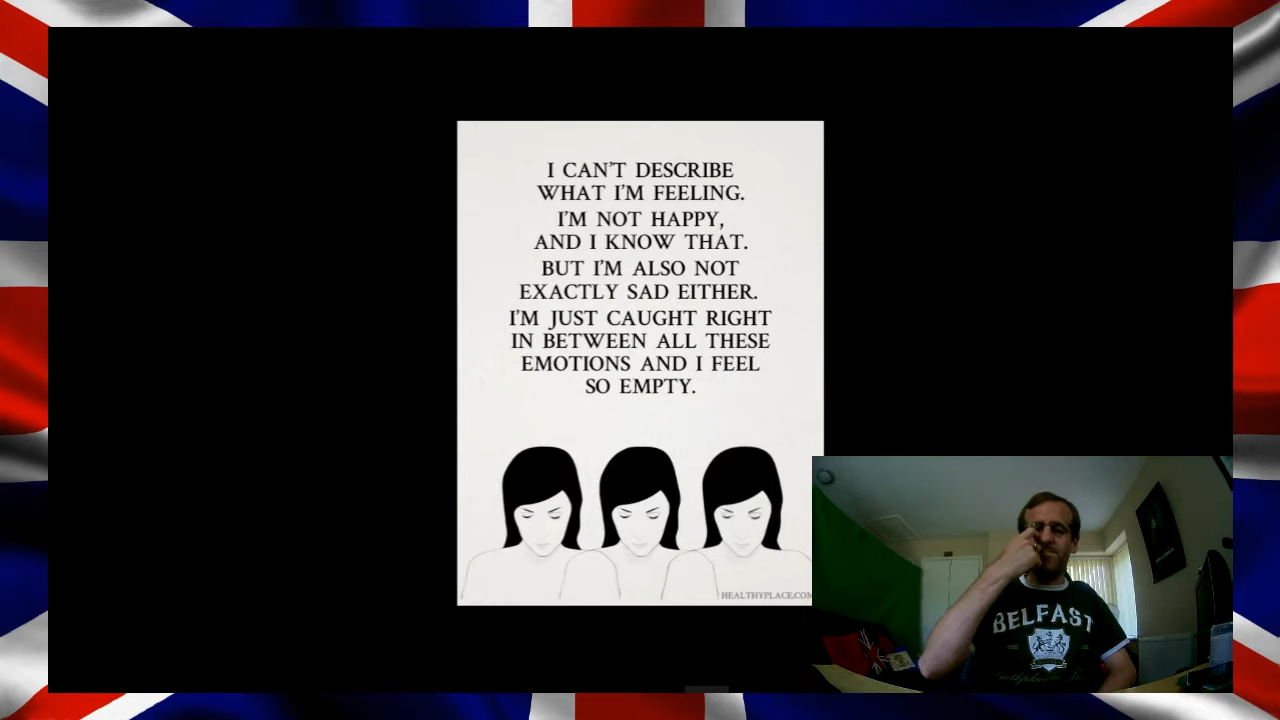 I CAN'T DESCRIBE
WHAT I'M FEELING.
I'M NOT HAPPY,
AND I KNOW THAT.
BUT I'M ALSO NOT
EXACTLY SAD EITHER.
I'M JUST CAUGHT RIGHT
IN BETWEEN ALL THESE
EMOTIONS AND I FEEL
SO EMPTY.
HEALTHYPLACE.COM
BELFAST